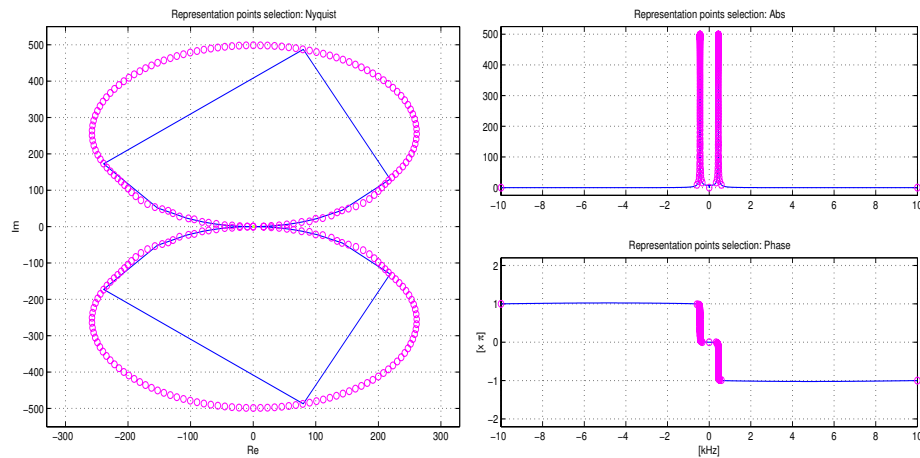 Representation points selection: Nyquist
500
400
300
200
100
0
−100
−200
−300
−400
−500
Im
−300 −200 −100 0 100 200 300
Re
Representation points selection: Abs
500
400
300
200
100
0
−10 −8 −6 −4 −2 0 2 4 6 8 10
Representation points selection: Phase
2
1
0
−1
−2
[x π]
−10 −8 −6 −4 −2 0 2 4 6 8 10
[kHz]